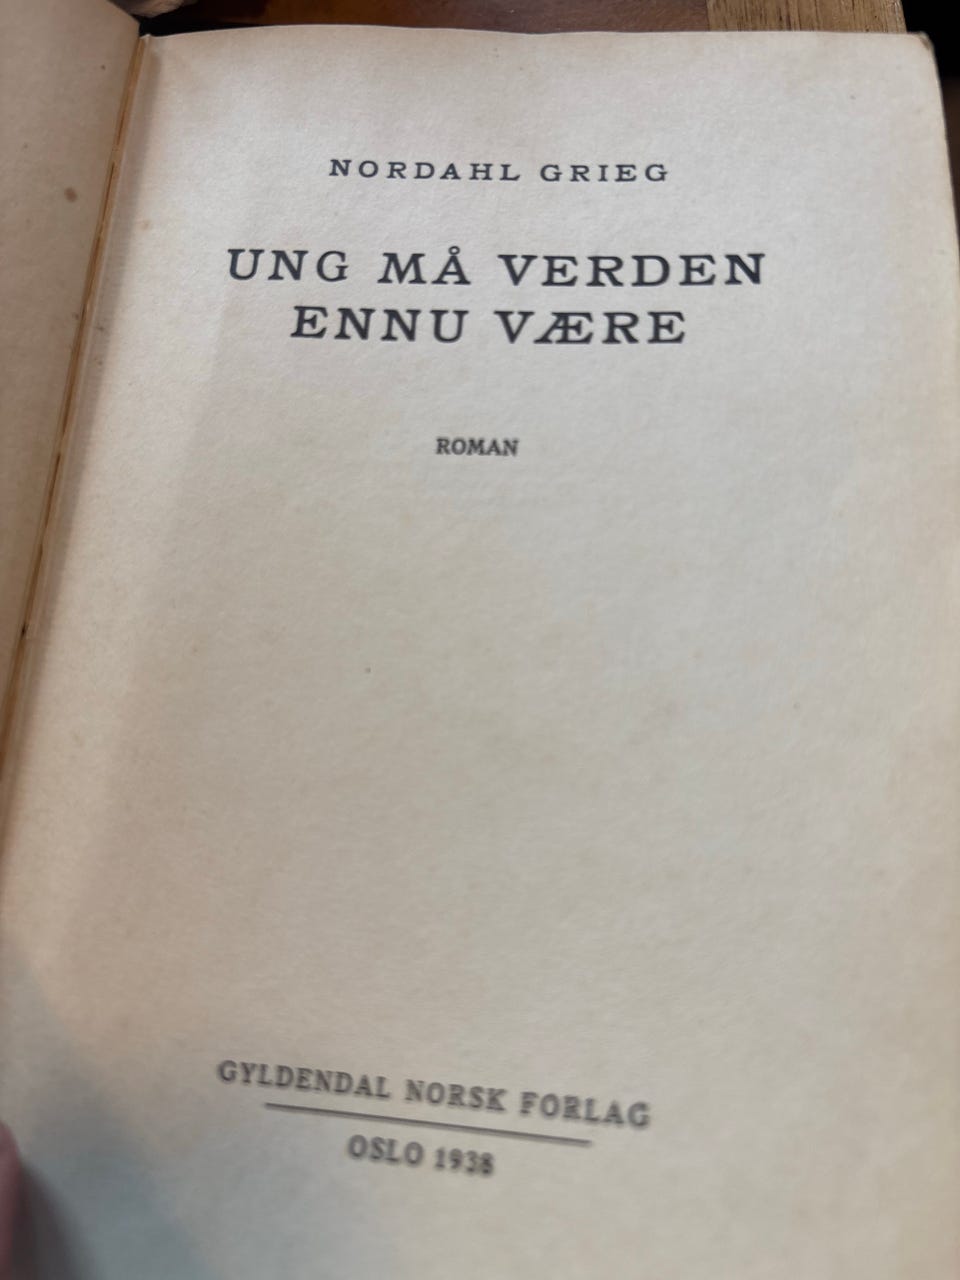 NORDAHL GRIEG
UNG MÅ VERDEN
ENNU VÆRE
ROMAN
GYLDENDAL NORSK FORLAG
OSLO 1938